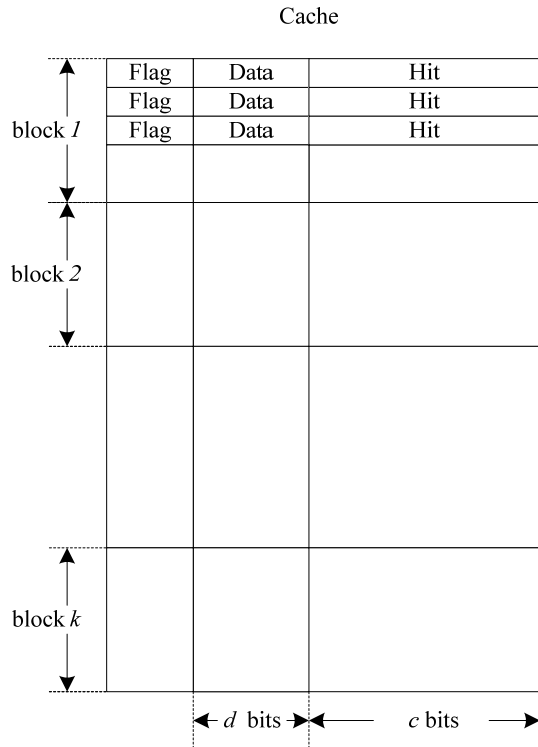 Cache
Flag Data Hit
Flag Data Hit
block 1 Flag Data Hit
block 2
block k
d bits c bits